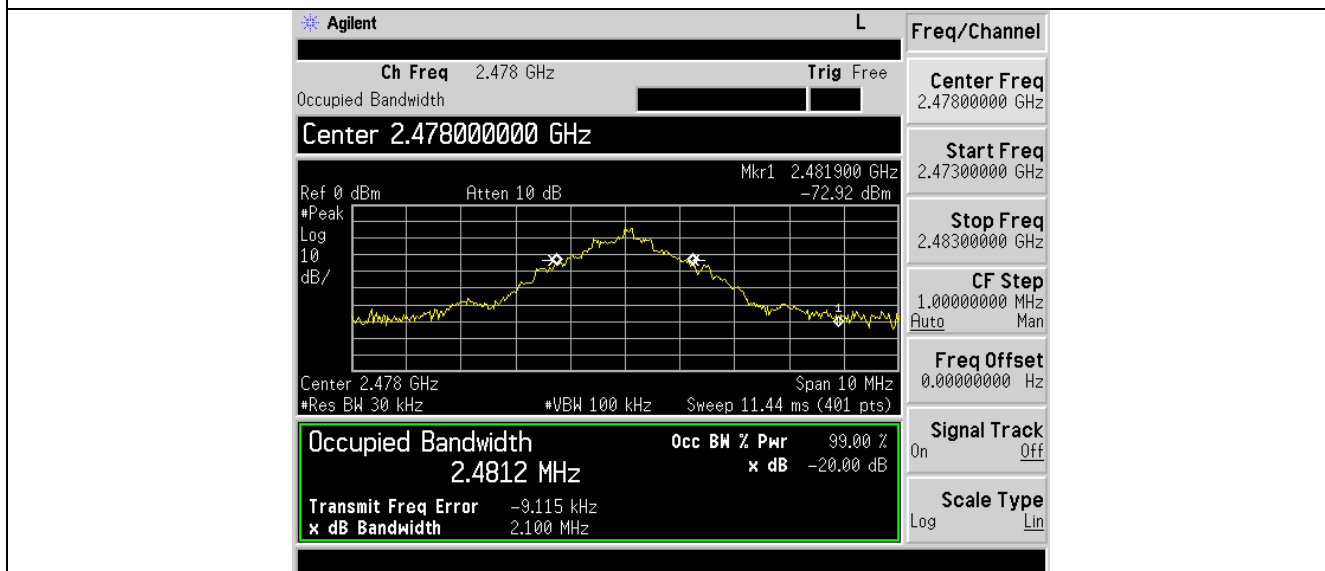 Agilent L
Freq/Channel
Ch Freq 2.478 GHz Trig Free
Occupied Bandwidth
Center 2.478000000 GHz
Mkr1 2.481900 GHz
Ref 0 dBm Atten 10 dB -72.92 dBm
#Peak
Log
10
dB/
1
Center 2.478 GHz Span 10 MHz
#Res BW 30 kHz #VBW 100 kHz Sweep 11.44 ms (401 pts)
Occupied Bandwidth Occ BW % Pwr 99.00 %
2.4812 MHz x dB -20.00 dB
Transmit Freq Error -9.115 kHz
x dB Bandwidth 2.100 MHz
Center Freq
2.47800000 GHz
Start Freq
2.47300000 GHz
Stop Freq
2.48300000 GHz
CF Step
1.00000000 MHz
Auto Man
Freq Offset
0.00000000 Hz
Signal Track
On Off
Scale Type
Log Lin